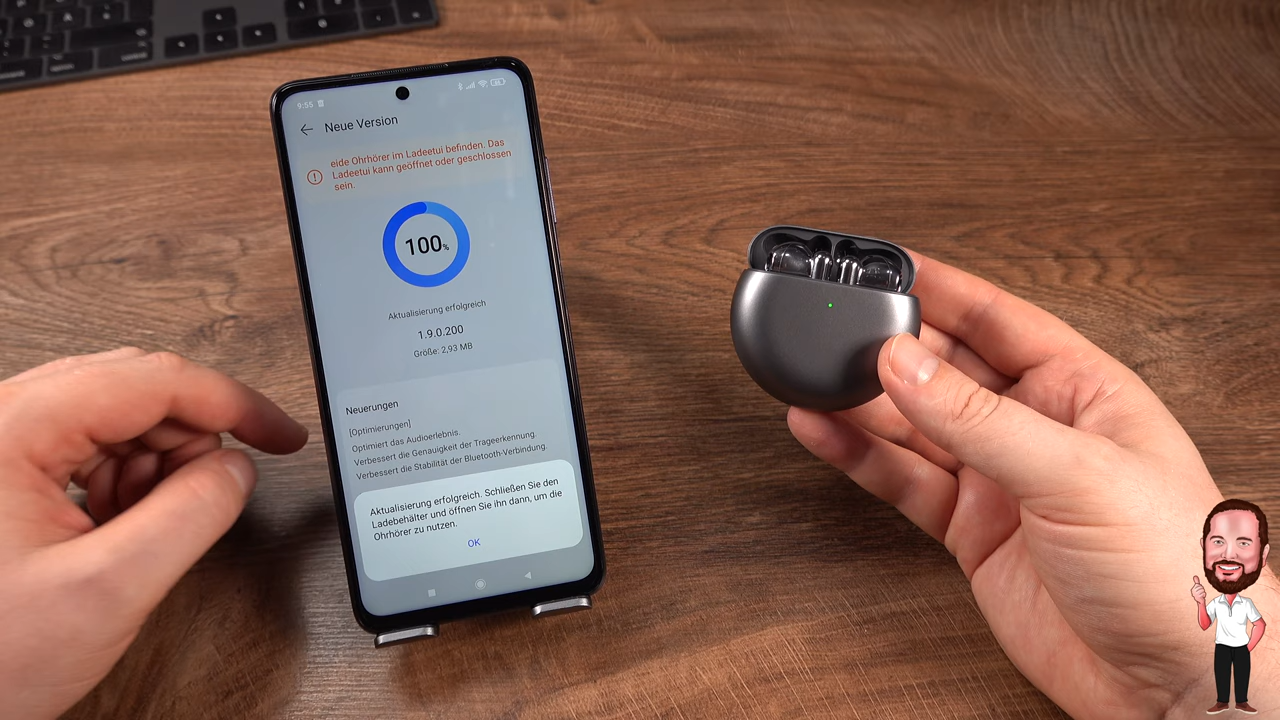 9:55
Neue Version
eide Ohrhörer im Ladeetui befinden. Das
Ladeetui kann geöffnet oder geschlossen
sein.
100%
Aktualisierung erfolgreich
1.9.0.200
Größe: 2,93 MB
Neuerungen
[Optimierungen]
Optimiert das Audioerlebnis.
Verbessert die Genauigkeit der Trageerkennung.
Verbessert die Stabilität der Bluetooth-Verbindung.
Aktualisierung erfolgreich. Schließen Sie den
Ladebehälter und öffnen Sie ihn dann, um die
Ohrhörer zu nutzen.
OK